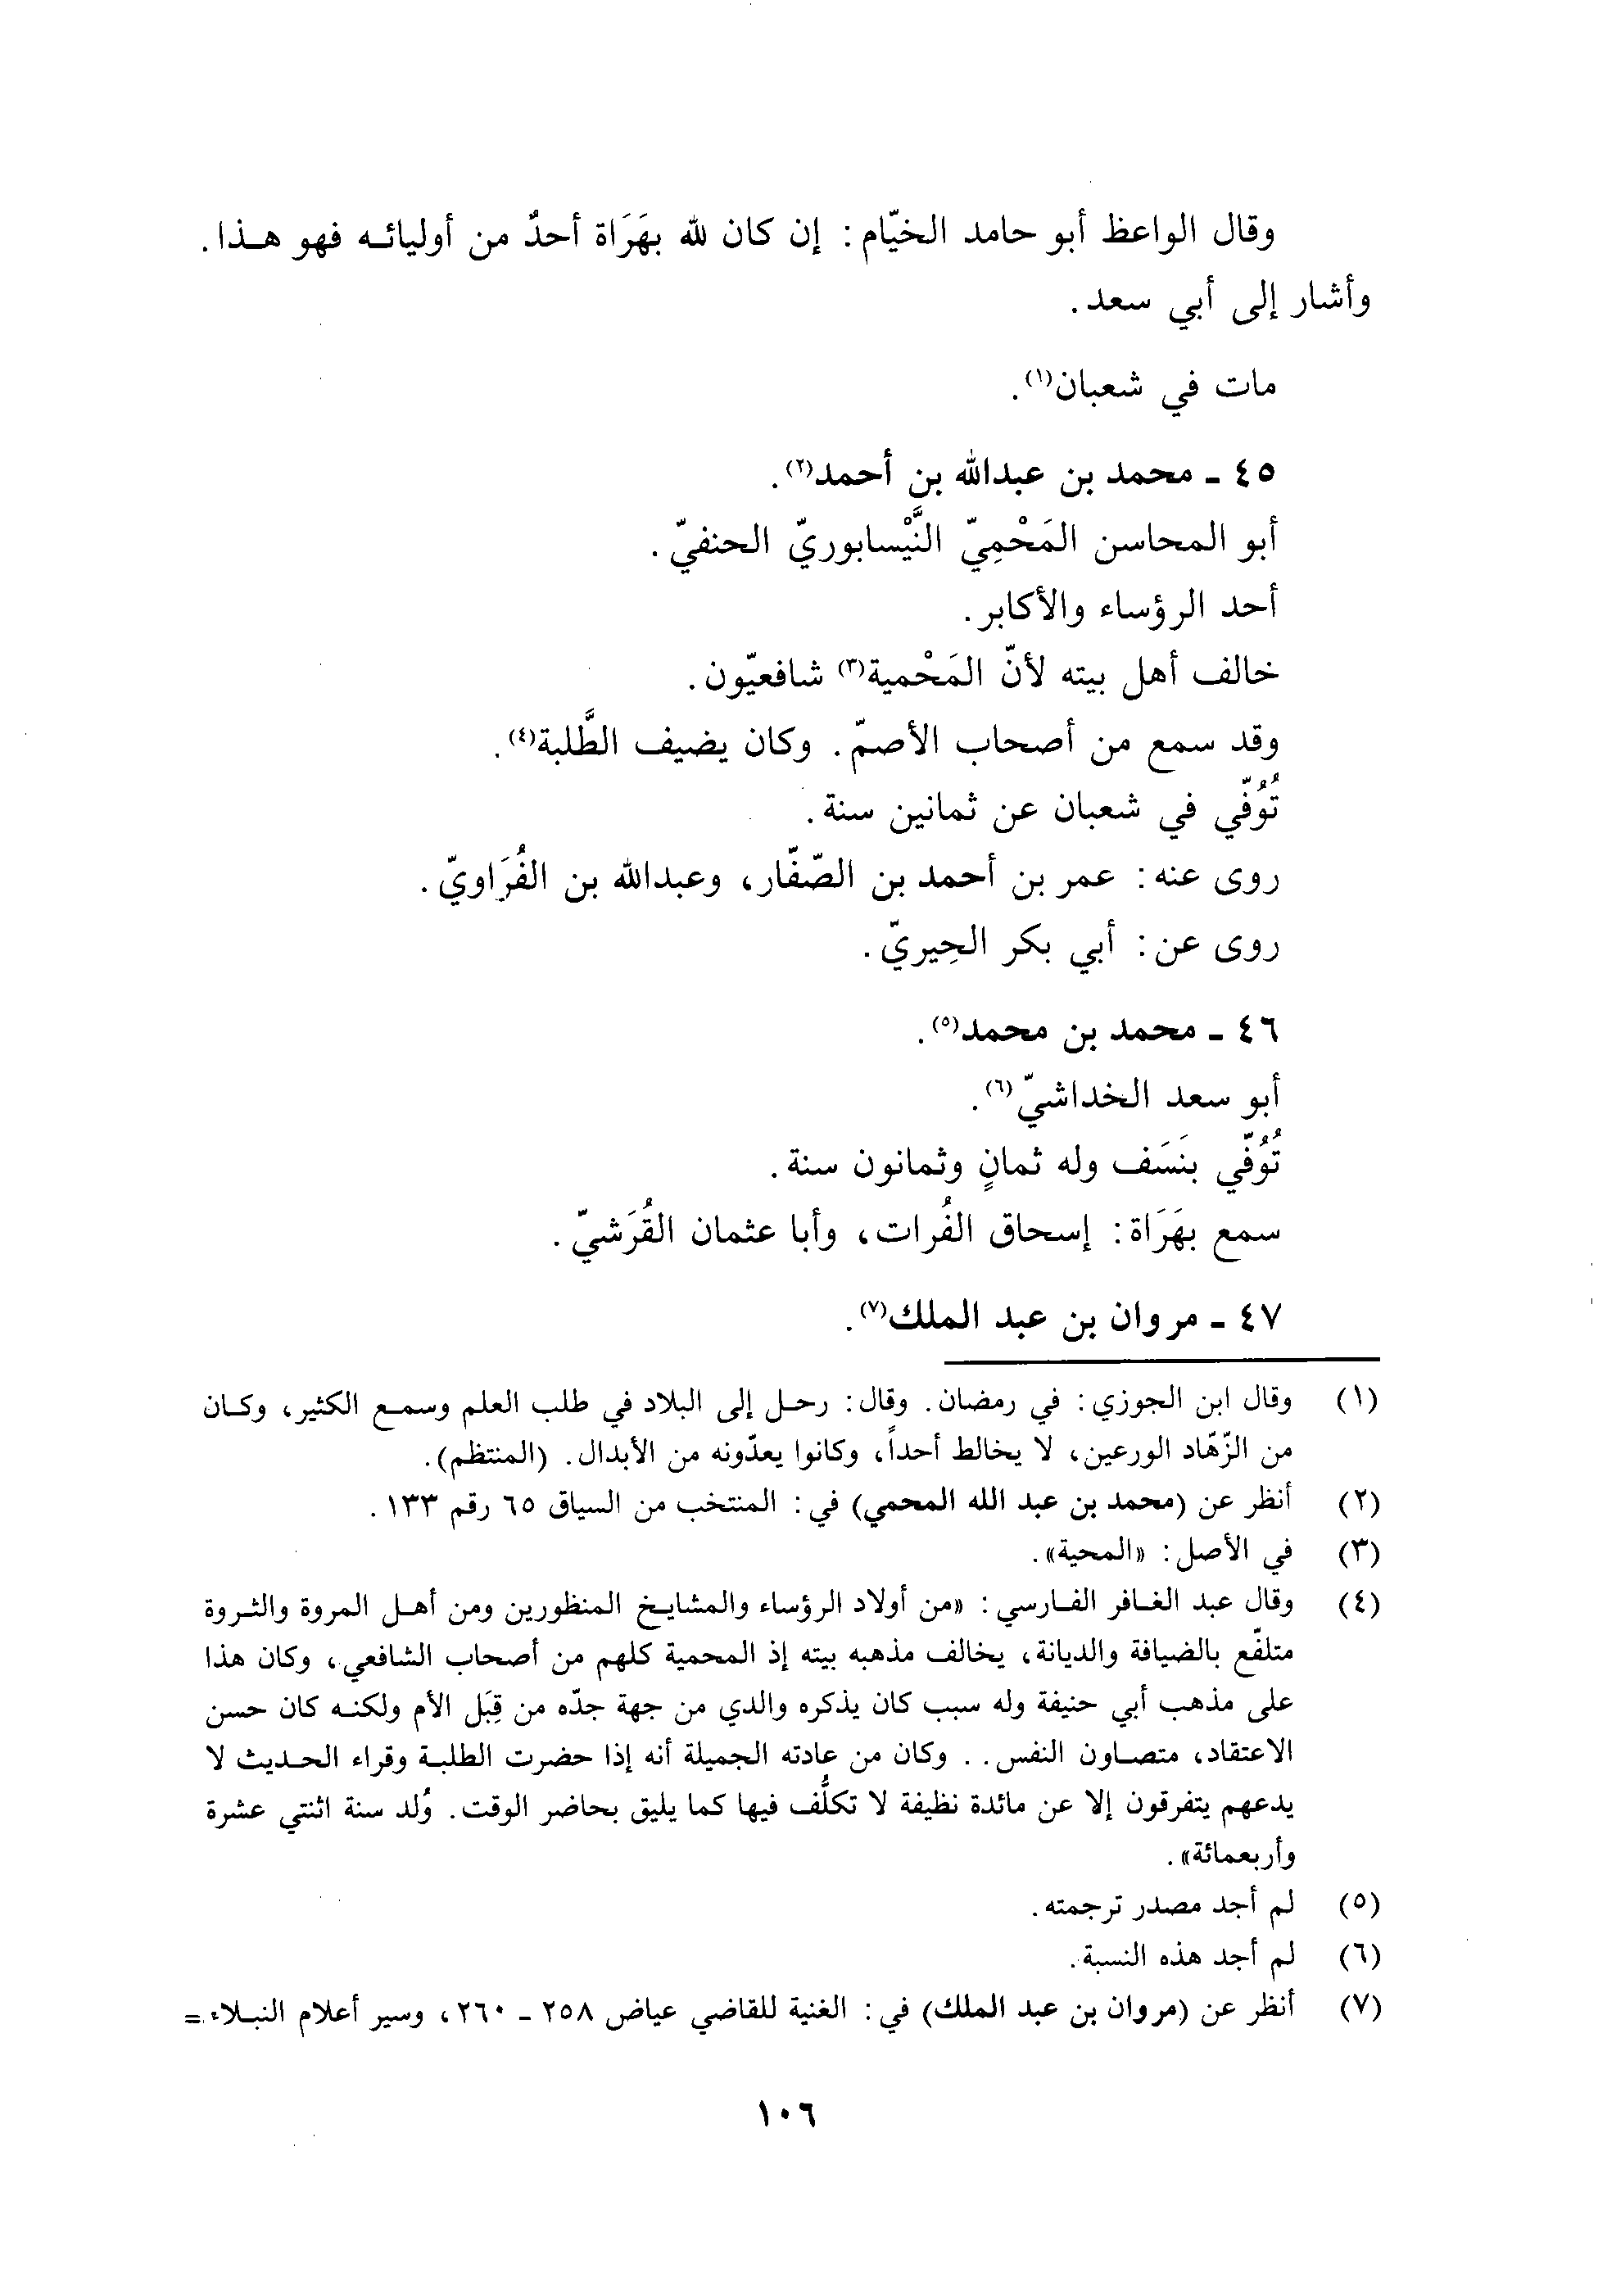 وقال الواعظ أبو حامد الخيّام: إن كان لله بهَرَاة أحدٌ من أوليائه فهو هذا.
وأشار إلى أبي سعد.
مات في شعبان(١).
٤٥ - محمد بن عبدالله بن أحمد(٢).
أبو المحاسن المَحْمِيّ النَّيْسابوريّ الحنفيّ.
أحد الرؤساء والأكابر.
خالف أهل بيته لأنّ المَحْمية(٣) شافعيّون.
وقد سمع من أصحاب الأصمّ. وكان يضيف الطَّلبة(٤).
تُوُفّي في شعبان عن ثمانين سنة.
روى عنه: عمر بن أحمد بن الصّفّار، وعبدالله بن الفُرَاويّ.
روى عن: أبي بكر الحِيريّ.
٤٦ - محمد بن محمد(٥).
أبو سعد الخداشيّ(٦).
تُوُفّي بنَسَف وله ثمانٍ وثمانون سنة.
سمع بهَرَاة: إسحاق الفُرات، وأبا عثمان القُرَشيّ.
٤٧ - مروان بن عبد الملك(٧).
(١) وقال ابن الجوزي: في رمضان. وقال: رحل إلى البلاد في طلب العلم وسمع الكثير، وكان
من الزّهّاد الورعين، لا يخالط أحداً، وكانوا يعدّونه من الأبدال. (المنتظم).
(٢) أنظر عن (محمد بن عبد الله المحمي) في: المنتخب من السياق ٦٥ رقم ١٣٣.
(٣) في الأصل: «المحية».
(٤) وقال عبد الغافر الفارسي: «من أولاد الرؤساء والمشايخ المنظورين ومن أهل المروة والثروة
متلفّع بالضيافة والديانة، يخالف مذهبه بيته إذ المحمية كلهم من أصحاب الشافعي، وكان هذا
على مذهب أبي حنيفة وله سبب كان يذكره والدي من جهة جدّه من قِبَل الأم ولكنه كان حسن
الاعتقاد، متصاون النفس.. وكان من عادته الجميلة أنه إذا حضرت الطلبة وقراء الحديث لا
يدعهم يتفرقون إلا عن مائدة نظيفة لا تكلُّف فيها كما يليق بحاضر الوقت. وُلد سنة اثنتي عشرة
وأربعمائة».
(٥) لم أجد مصدر ترجمته.
(٦) لم أجد هذه النسبة.
(٧) أنظر عن (مروان بن عبد الملك) في: الغنية للقاضي عياض ٢٥٨ - ٢٦٠، وسير أعلام النبلاء =
١٠٦